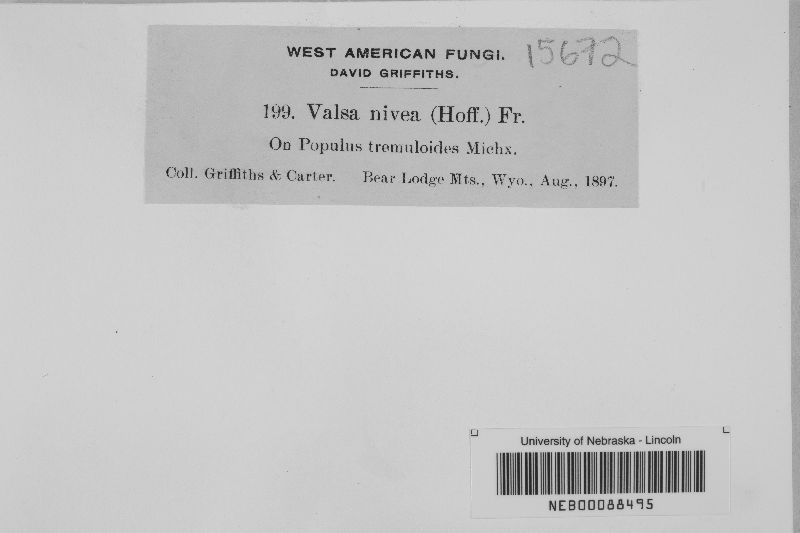 WEST AMERICAN FUNGI.
15672
DAVID GRIFFITHS.
199. Valsa nivea (Hoff.) Fr.
On Populus tremuloides Michx.
Coll. Griffiths & Carter. Bear Lodge Mts., Wyo., Aug., 1897.
University of Nebraska - Lincoln
NEB00088495